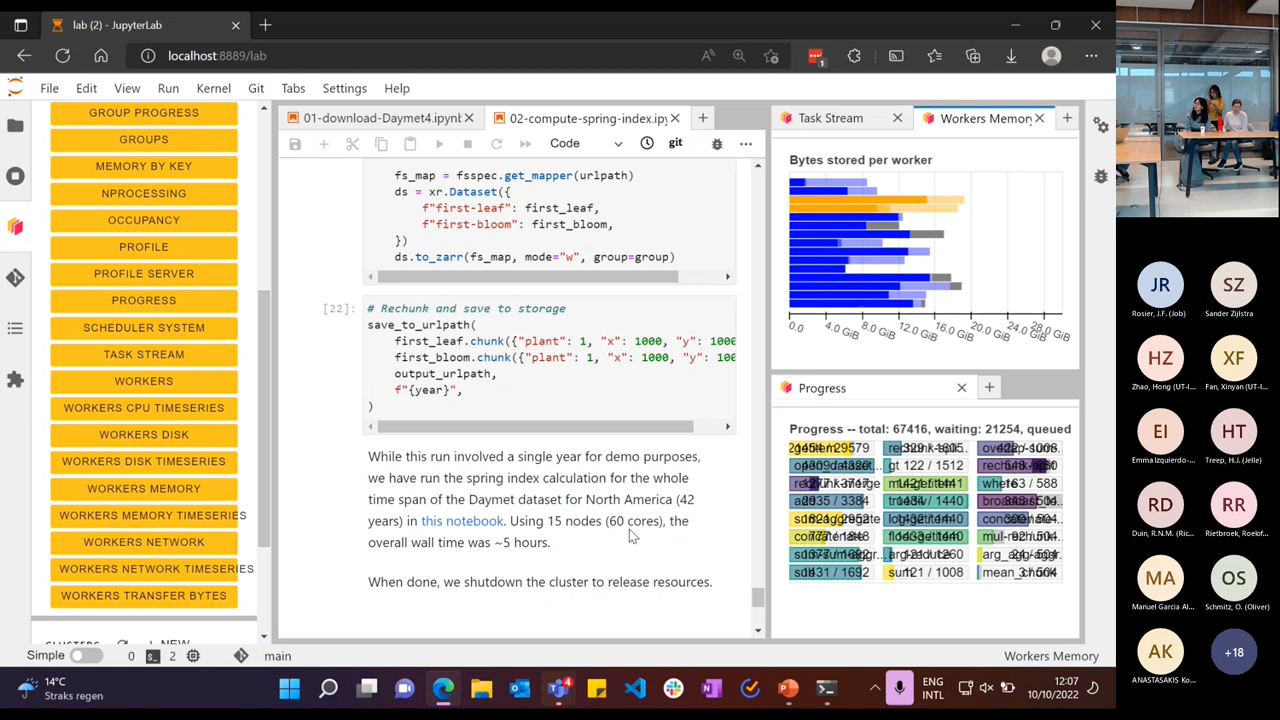 lab (2) - JupyterLab
localhost:8889/lab
File Edit View Run Kernel Git Tabs Settings Help
GROUP PROGRESS
GROUPS
MEMORY BY KEY
NPROCESSING
OCCUPANCY
PROFILE
PROFILE SERVER
PROGRESS
SCHEDULER SYSTEM
TASK STREAM
WORKERS
WORKERS CPU TIMESERIES
WORKERS DISK
WORKERS DISK TIMESERIES
WORKERS MEMORY
WORKERS MEMORY TIMESERIES
WORKERS NETWORK
WORKERS NETWORK TIMESERIES
WORKERS TRANSFER BYTES
NEW
01-download-Daymet4.ipynb
02-compute-spring-index.ipy
Code
git
fs_map = fsspec.get_mapper(urlpath)
ds = xr.Dataset({
f"first-leaf": first_leaf,
f"first-bloom": first_bloom,
})
ds.to_zarr(fs_map, mode="w", group=group)
[22]:
# Rechunk and save to storage
save_to_urlpath(
first_leaf.chunk({"plant": 1, "x": 1000, "y": 1000
first_bloom.chunk({"plant": 1, "x": 1000, "y": 100
output_urlpath,
f"{year}",
)
While this run involved a single year for demo purposes,
we have run the spring index calculation for the whole
time span of the Daymet dataset for North America (42
years) in this notebook. Using 15 nodes (60 cores), the
overall wall time was ~5 hours.
When done, we shutdown the cluster to release resources.
Task Stream
Workers Memory
Bytes stored per worker
0.0
4.0 GiB
8.0 GiB
12.0 GiB
16.0 GiB
20.0 GiB
24.0 GiB
28.0 GiB
Progress
Progress -- total: 67416, waiting: 21254, queued
gt 122 / 1512
Simple
0
2
main
Workers Memory
JR
Rosier, J.F. (Job)
SZ
Sander Zijlstra
HZ
Zhao, Hong (UT-I...
XF
Fan, Xinyan (UT-I...
EI
Emma Izquierdo-...
HT
Treep, H.J. (Jelle)
RD
Duin, R.N.M. (Ric...
RR
Rietbroek, Roelof...
MA
Manuel Garcia Al...
OS
Schmitz, O. (Oliver)
AK
ANASTASAKIS Ko...
+18
14°C
Straks regen
4
ENG
INTL
12:07
10/10/2022